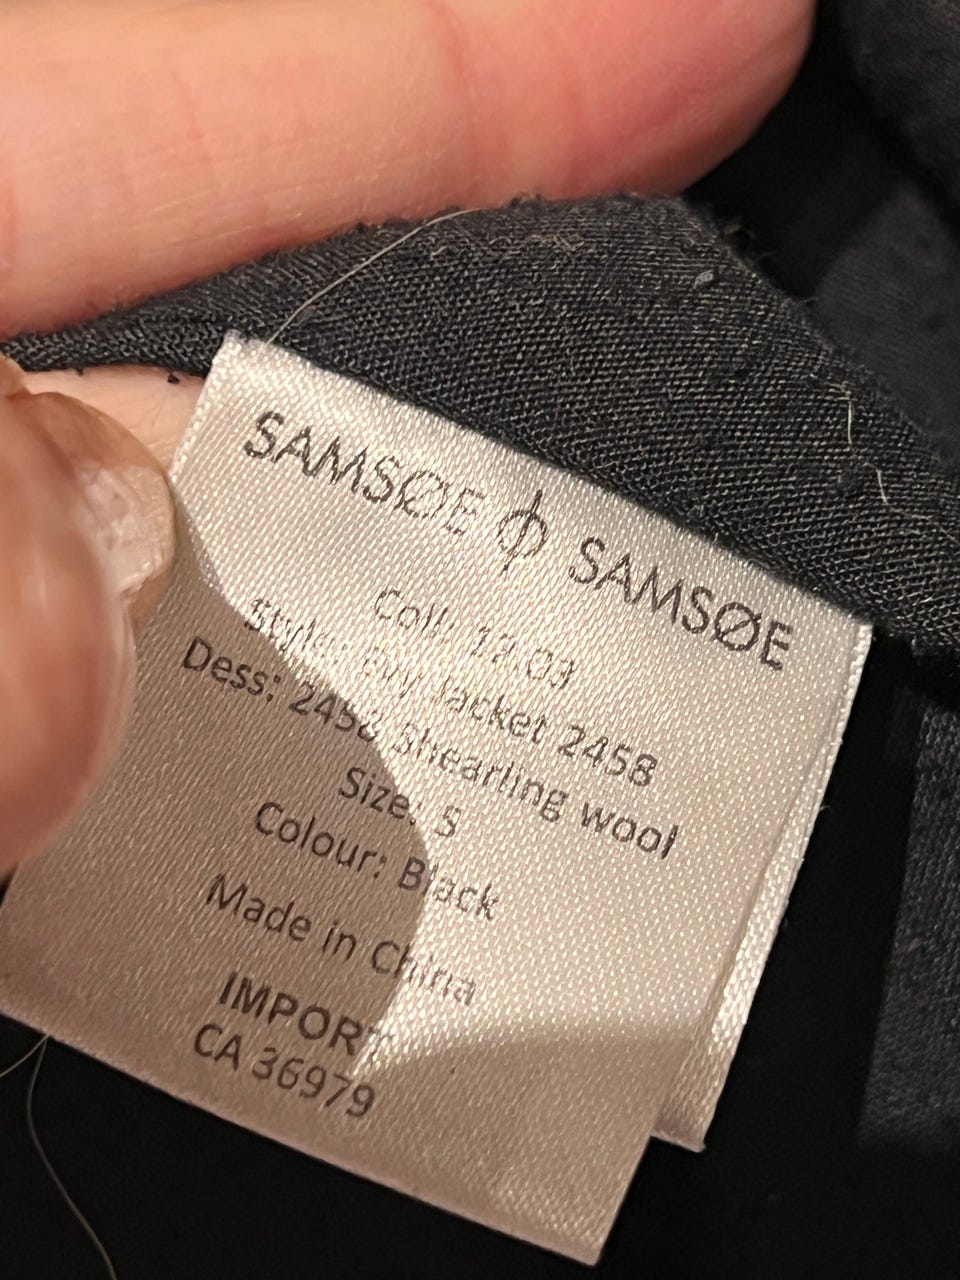 SAMSØE SAMSØE
Coll: 12.03
Style: Jacket 2458
Dess: 2458 Shearling wool
Size: S
Colour: Black
Made in China
IMPORT
CA 36979